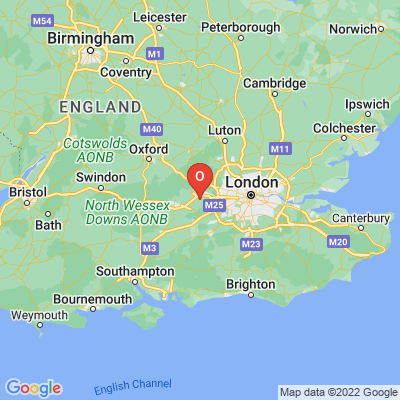 M54
Leicester
Peterborough
Norwich
Birmingham
M1
Coventry
Cambridge
ENGLAND
Ipswich
M40
Luton
Colchester
Cotswolds
AONB
Oxford
M11
Swindon
O
London
Bristol
North Wessex
Downs AONB
M25
Bath
Canterbury
M3
M23
M20
Southampton
Brighton
Bournemouth
Weymouth
English Channel
Google
Map data ©2022 Google